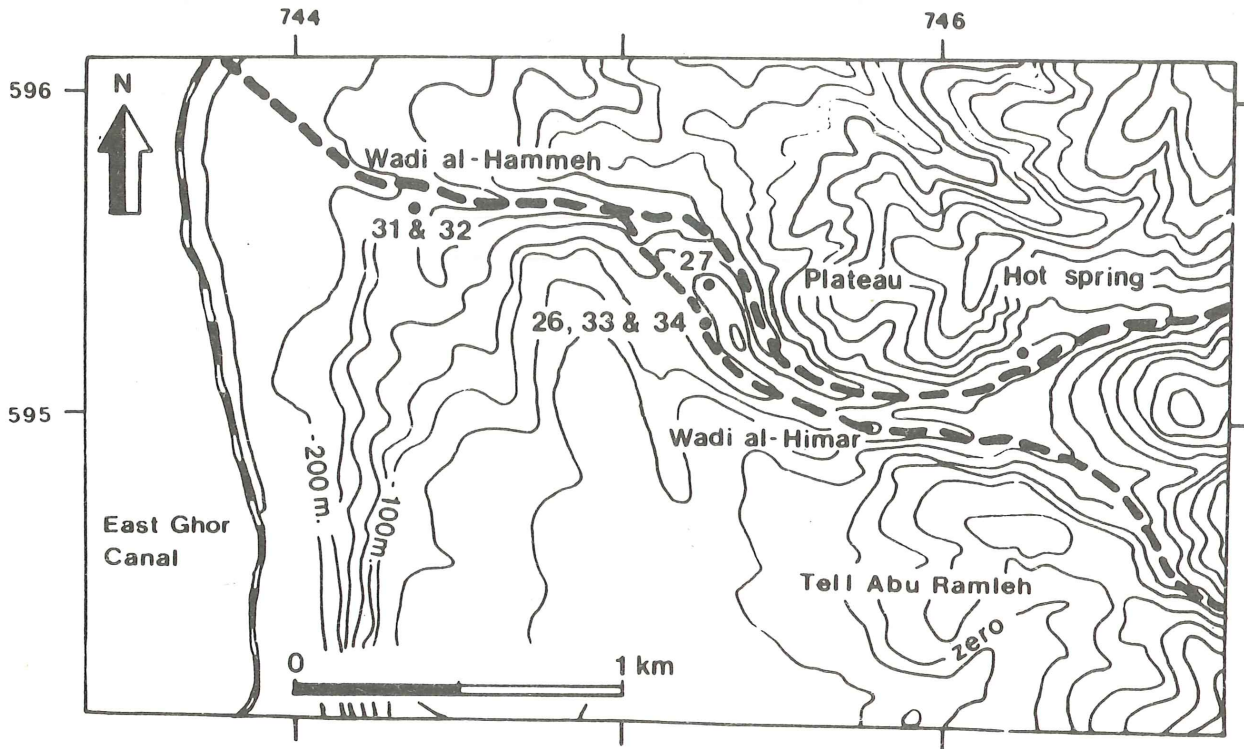 744
746
596
N
Wadi al-Hammeh
31 & 32
27
Plateau
Hot spring
26, 33 & 34
595
Wadi al-Himar
-200m.
-100m.
East Ghor
Canal
Tell Abu Ramleh
zero
0
1 km